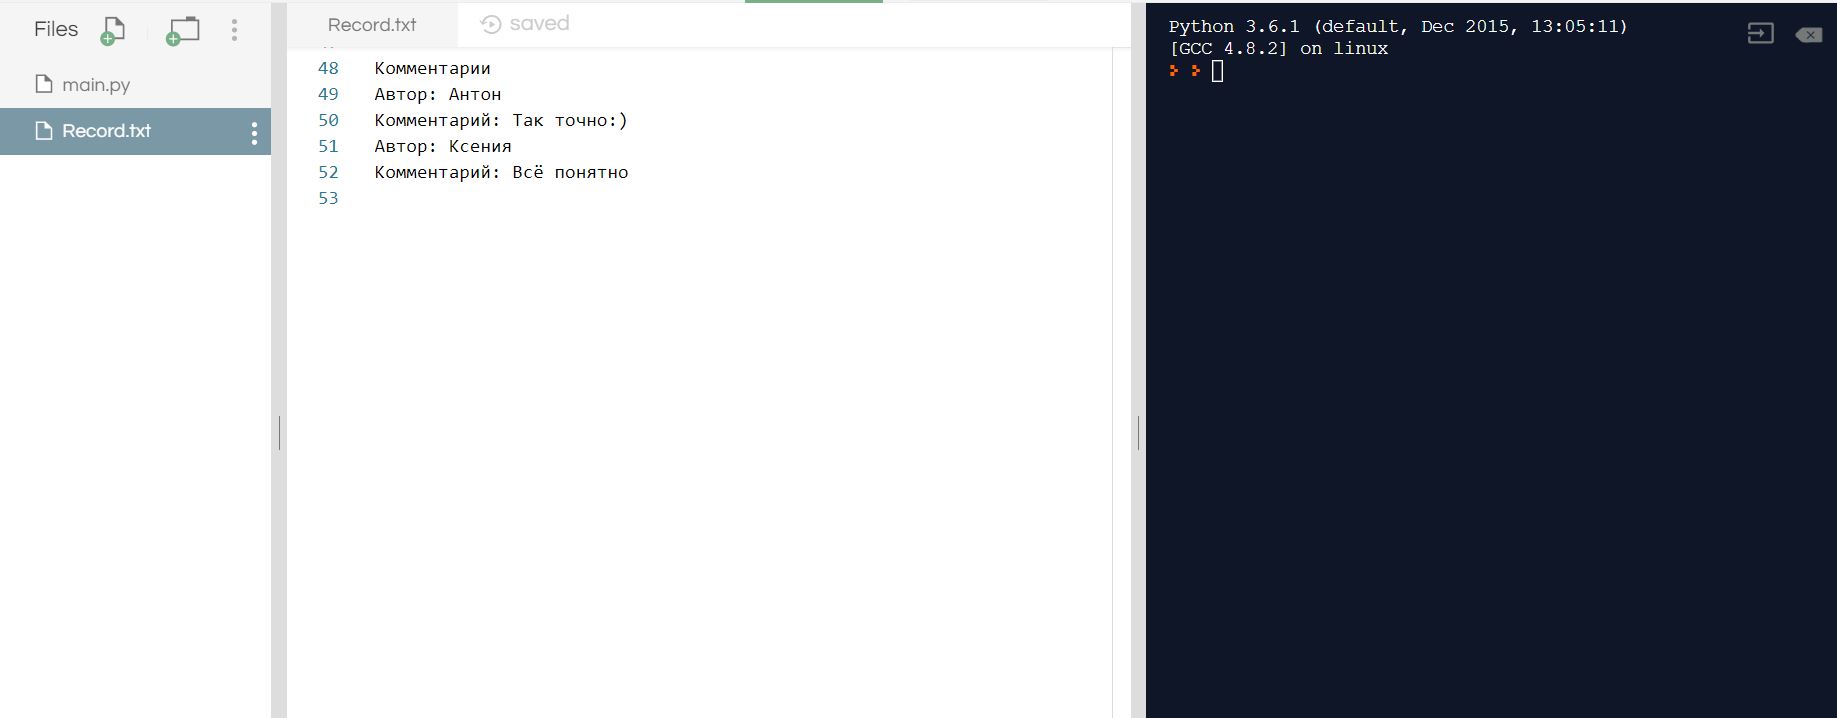 Files
main.py
Record.txt
Record.txt
saved
48 Комментарии
49 Автор: Антон
50 Комментарий: Так точно:)
51 Автор: Ксения
52 Комментарий: Всё понятно
53
Python 3.6.1 (default, Dec 2015, 13:05:11)
[GCC 4.8.2] on linux